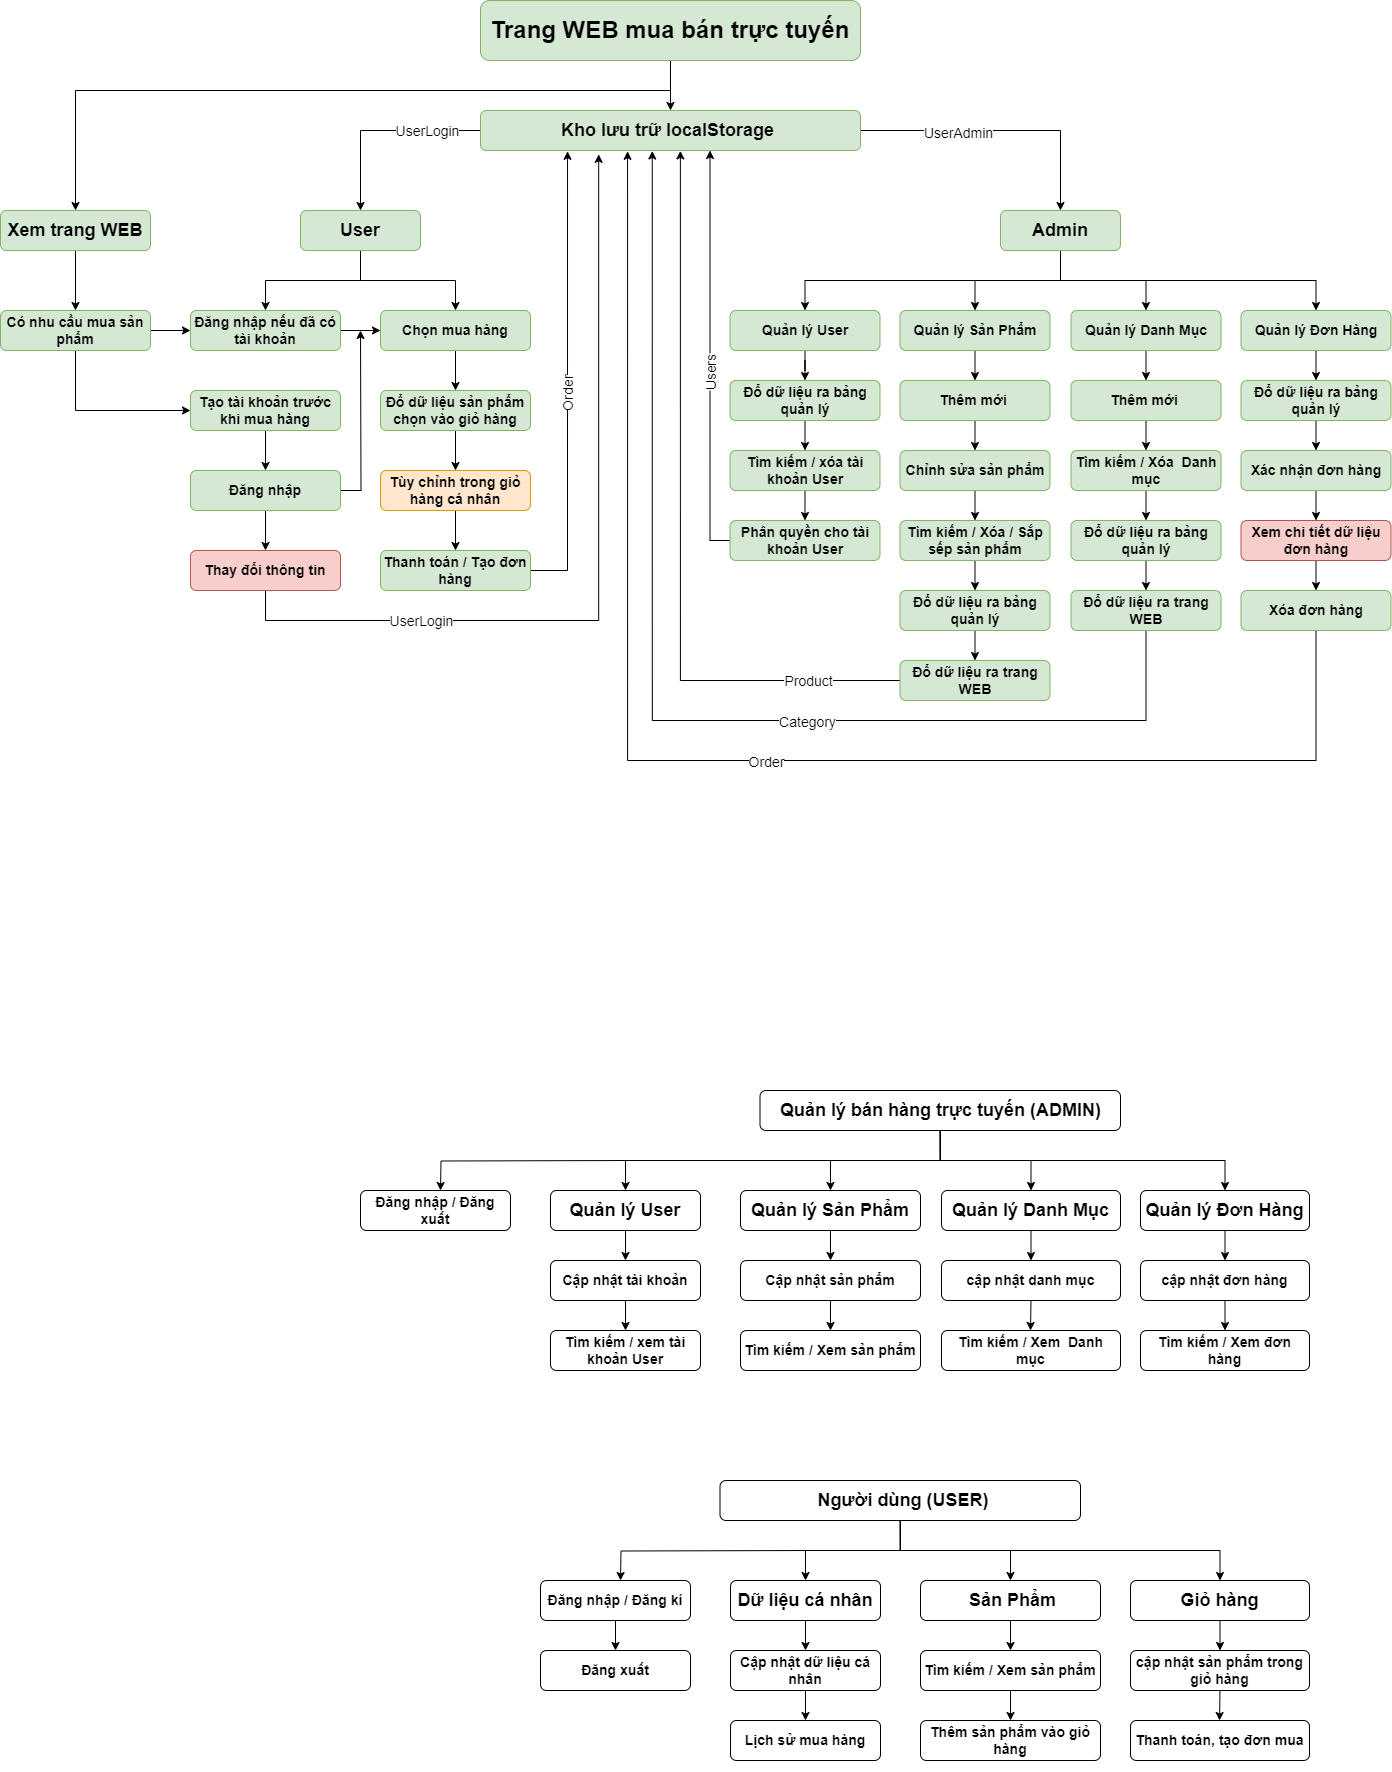 Trang WEB mua bán trực tuyến
Kho lưu trữ localStorage
UserLogin
UserAdmin
Xem trang WEB
User
Admin
Có nhu cầu mua sản
phẩm
Đăng nhập nếu đã có
tài khoản
Chọn mua hàng
Quản lý User
Quản lý Sản Phẩm
Quản lý Danh Mục
Quản lý Đơn Hàng
Users
Order
Tạo tài khoản trước
khi mua hàng
Đổ dữ liệu sản phẩm
chọn vào giỏ hàng
Đổ dữ liệu ra bảng
quản lý
Thêm mới
Thêm mới
Đổ dữ liệu ra bảng
quản lý
Đăng nhập
Tùy chỉnh trong giỏ
hàng cá nhân
Tìm kiếm / xóa tài
khoản User
Chỉnh sửa sản phẩm
Tìm kiếm / Xóa  Danh
mục
Xác nhận đơn hàng
Thay đổi thông tin
Thanh toán / Tạo đơn
hàng
Phân quyền cho tài
khoản User
Tìm kiếm / Xóa / Sắp
sếp sản phẩm
Đổ dữ liệu ra bảng
quản lý
Xem chi tiết dữ liệu
đơn hàng
UserLogin
Đổ dữ liệu ra bảng
quản lý
Đổ dữ liệu ra trang
WEB
Xóa đơn hàng
Product
Đổ dữ liệu ra trang
WEB
Category
Order
Quản lý bán hàng trực tuyến (ADMIN)
Đăng nhập / Đăng
xuất
Quản lý User
Quản lý Sản Phẩm
Quản lý Danh Mục
Quản lý Đơn Hàng
Cập nhật tài khoản
Cập nhật sản phẩm
cập nhật danh mục
cập nhật đơn hàng
Tìm kiếm / xem tài
khoản User
Tìm kiếm / Xem sản phẩm
Tìm kiếm / Xem  Danh
mục
Tìm kiếm / Xem đơn
hàng
Người dùng (USER)
Đăng nhập / Đăng kí
Dữ liệu cá nhân
Sản Phẩm
Giỏ hàng
Đăng xuất
Cập nhật dữ liệu cá
nhân
Tìm kiếm / Xem sản phẩm
cập nhật sản phẩm trong
giỏ hàng
Lịch sử mua hàng
Thêm sản phẩm vào giỏ
hàng
Thanh toán, tạo đơn mua